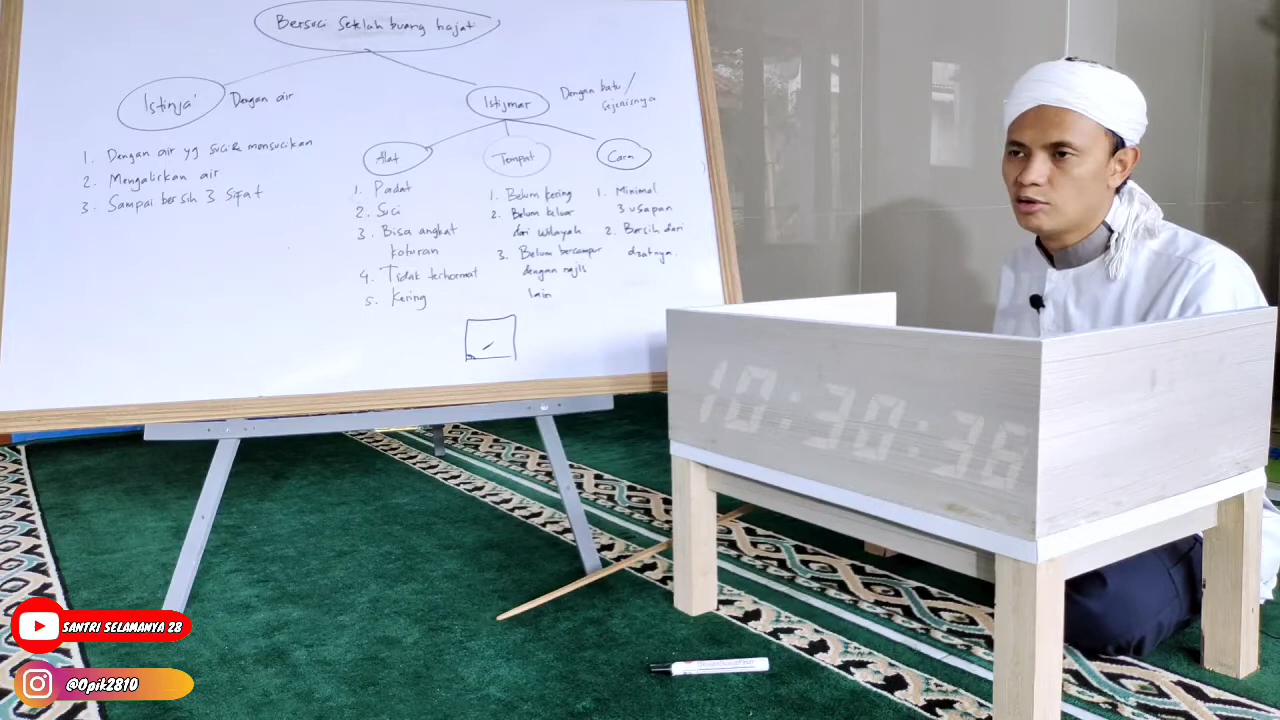 Bersuci setelah buang hajat
Istinja'
Dengan air
1. Dengan air yg suci & mensucikan
2. Mengalirkan air
3. Sampai bersih 3 sifat
Istijmar
Dengan batu /
sejenisnya
Alat
1. Padat
2. Suci
3. Bisa angkat
kotoran
4. Tidak terhormat
5. Kering
Tempat
1. Belum kering
2. Belum keluar
dari wilayah
3. Belum bercampur
dengan najis
lain
Cara
1. Minimal
3 usapan
2. Bersih dari
dzatnya.
10:30:36
SANTRI SELAMANYA 28
@Opik2810